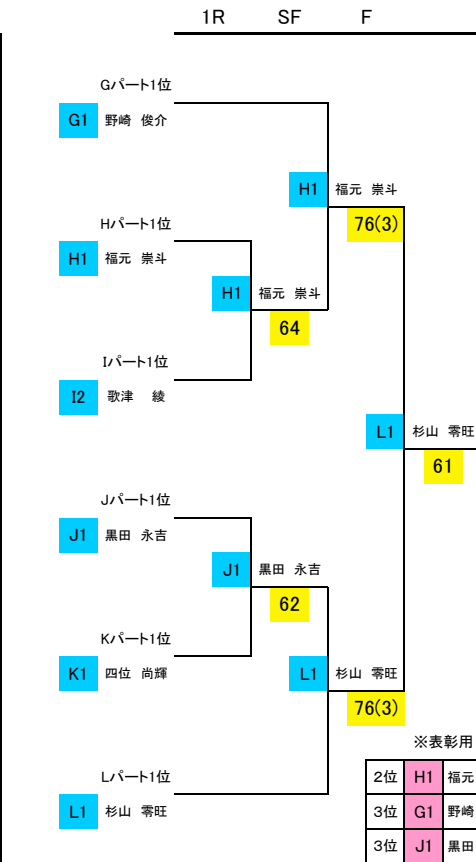 1R SF F
Gパート1位
G1 野崎 俊介
H1 福元 崇斗
76(3)
Hパート1位
H1 福元 崇斗
H1 福元 崇斗
64
Iパート1位
I2 歌津 綾
L1 杉山 零旺
61
Jパート1位
J1 黒田 永吉
J1 黒田 永吉
62
Kパート1位
K1 四位 尚輝
L1 杉山 零旺
76(3)
※表彰用
Lパート1位
L1 杉山 零旺
2位 H1 福元
3位 G1 野崎
3位 J1 黒田